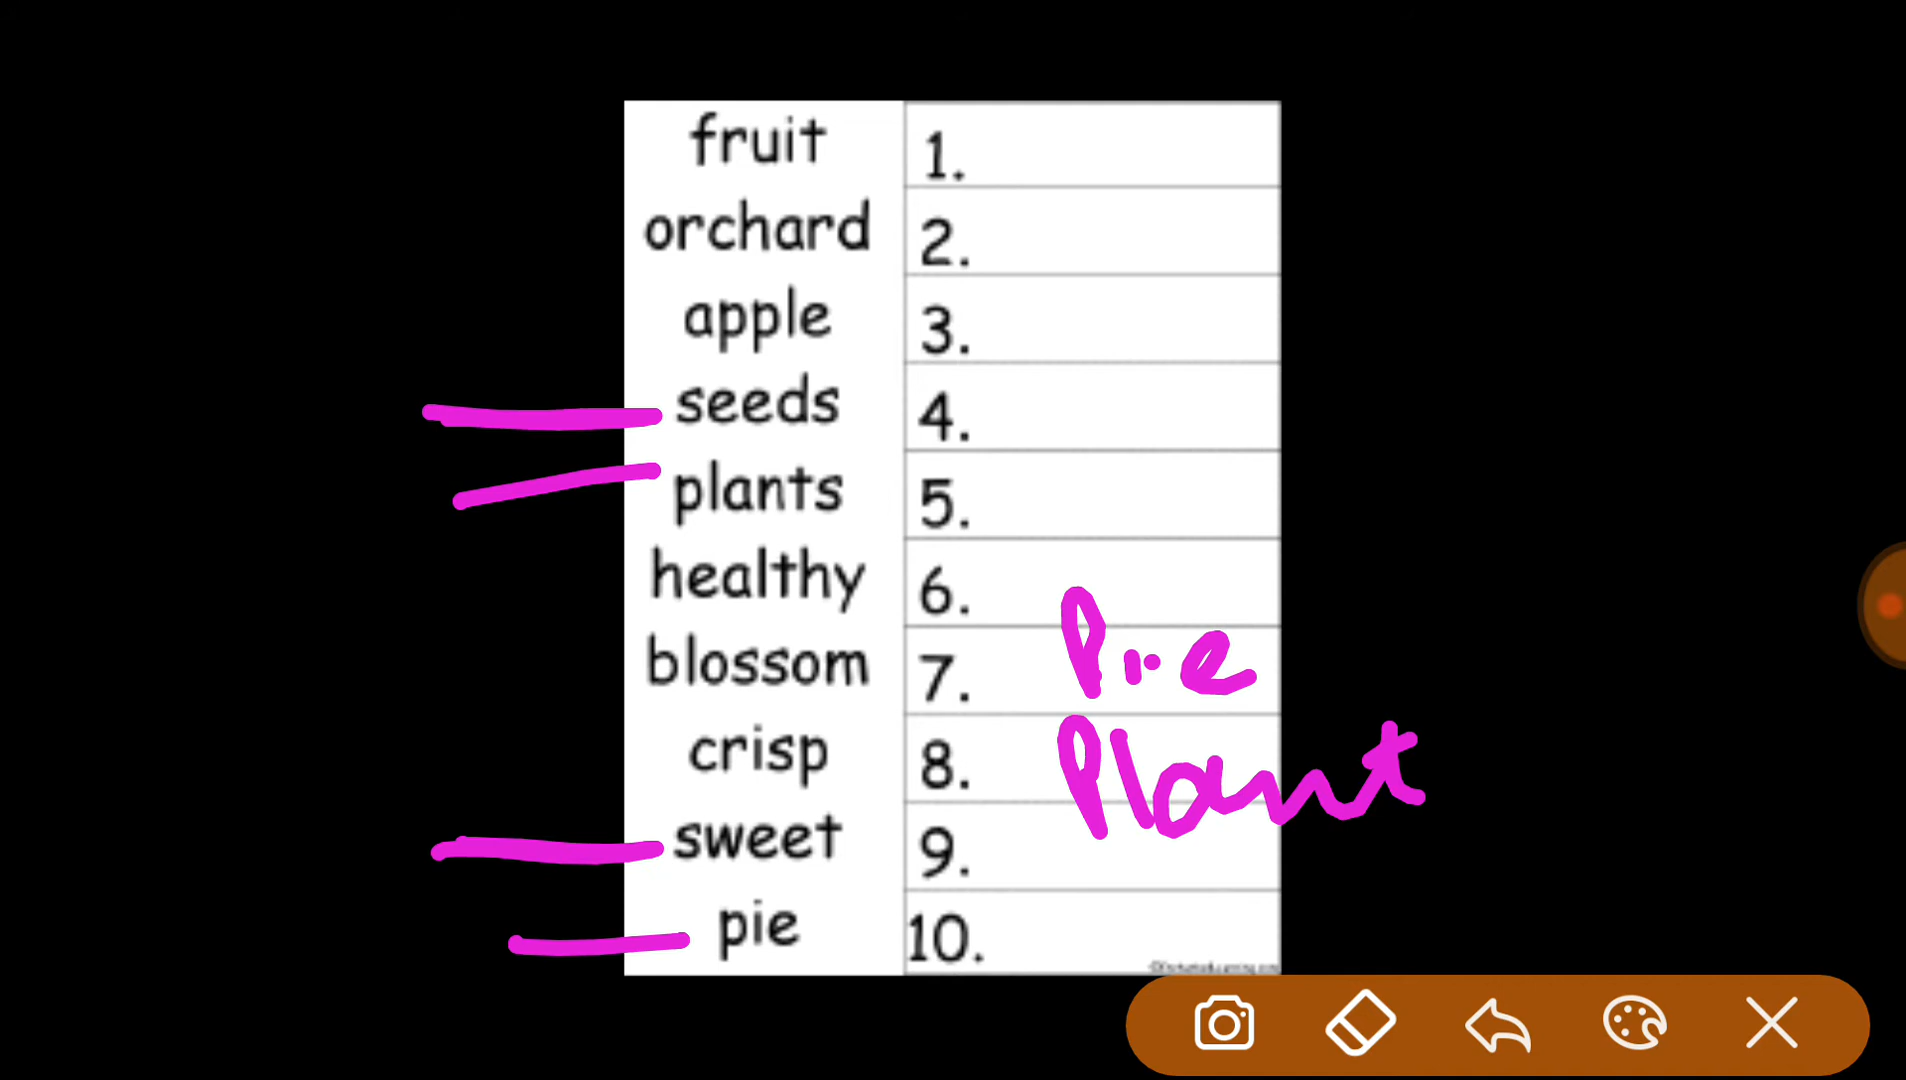 fruit 1.
orchard 2.
apple 3.
seeds 4.
plants 5.
healthy 6.
blossom 7. Pie
crisp 8. Plant
sweet 9.
pie 10.